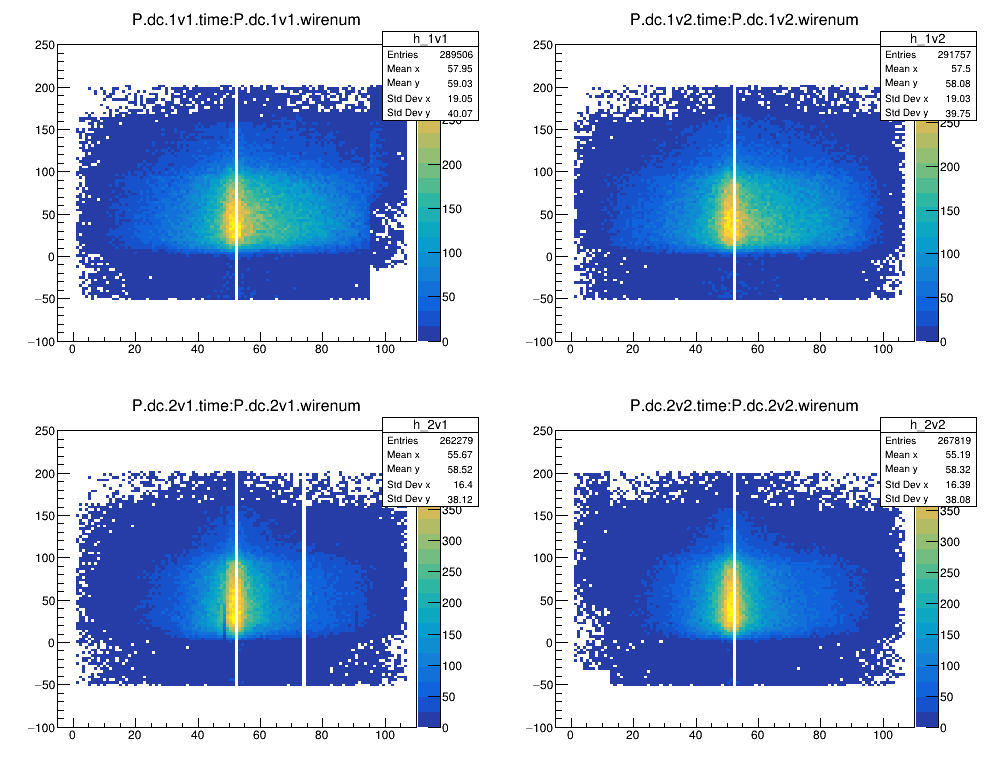 P.dc.1v1.time:P.dc.1v1.wirenum
h_1v1
Entries 289506
Mean x 57.95
Mean y 59.03
Std Dev x 19.05
Std Dev y 40.07
250
200
150
100
50
0
−50
−100
0 20 40 60 80 100
250
200
150
100
50
0
P.dc.1v2.time:P.dc.1v2.wirenum
h_1v2
Entries 291757
Mean x 57.5
Mean y 58.08
Std Dev x 19.03
Std Dev y 39.75
250
200
150
100
50
0
−50
−100
0 20 40 60 80 100
250
200
150
100
50
0
P.dc.2v1.time:P.dc.2v1.wirenum
h_2v1
Entries 262279
Mean x 55.67
Mean y 58.52
Std Dev x 16.4
Std Dev y 38.12
250
200
150
100
50
0
−50
−100
0 20 40 60 80 100
350
300
250
200
150
100
50
0
P.dc.2v2.time:P.dc.2v2.wirenum
h_2v2
Entries 267819
Mean x 55.19
Mean y 58.32
Std Dev x 16.39
Std Dev y 38.08
250
200
150
100
50
0
−50
−100
0 20 40 60 80 100
350
300
250
200
150
100
50
0